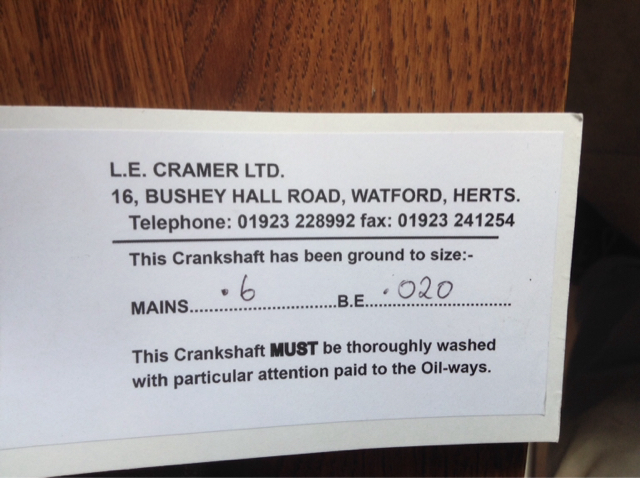 L.E. CRAMER LTD.
16, BUSHEY HALL ROAD, WATFORD, HERTS.
Telephone: 01923 228992 fax: 01923 241254
This Crankshaft has been ground to size:-
MAINS.....·6.....B.E.....·020.....
This Crankshaft MUST be thoroughly washed
with particular attention paid to the Oil-ways.